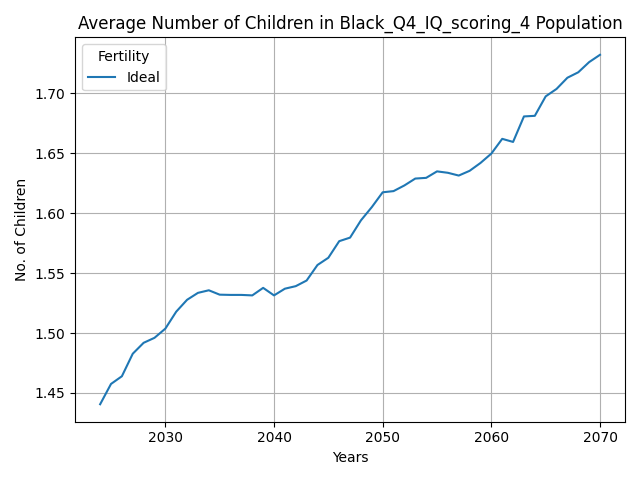 Average Number of Children in Black_Q4_IQ_scoring_4 Population
Fertility
Ideal
No. of Children
1.70
1.65
1.60
1.55
1.50
1.45
2030 2040 2050 2060 2070
Years